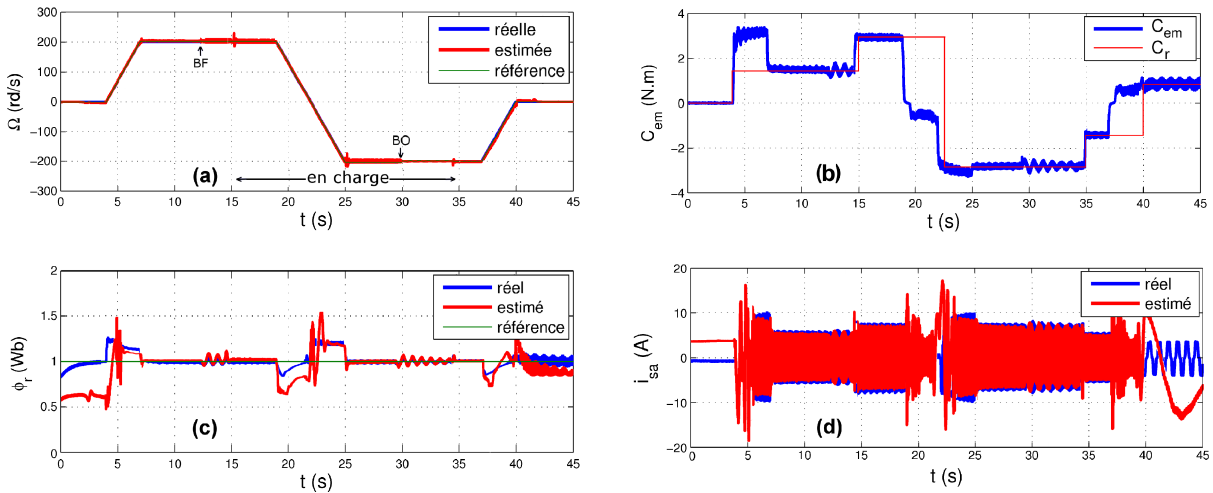 Ω (rd/s)
300
200
100
0
−100
−200
−300
0 5 10 15 20 25 30 35 40 45
t (s)
réelle
estimée
référence
BF
BO
en charge
(a)
C_em (N.m)
4
2
0
−2
−4
0 5 10 15 20 25 30 35 40 45
t (s)
C_em
C_r
(b)
ϕ_r (Wb)
2
1.5
1
0.5
0
0 5 10 15 20 25 30 35 40 45
t (s)
réel
estimé
référence
(c)
i_sa (A)
20
10
0
−10
−20
0 5 10 15 20 25 30 35 40 45
t (s)
réel
estimé
(d)